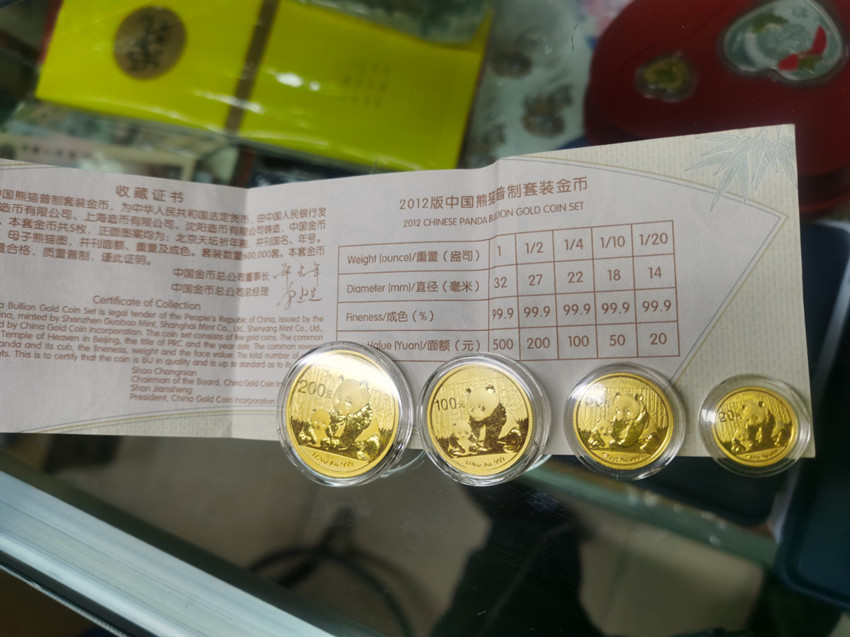 收藏证书
中国熊猫普制套装金币，为中华人民共和国法定货币，由中国人民银行发
造币有限公司、上海造币有限公司、沈阳造币有限公司铸造，中国金币
本套金币共5枚，正面图案均为：北京天坛祈年殿，并刊国名、年号。
母子熊猫图，并刊面额、重量及成色。套装数量600,000套。本套金币
量合格，质量普制，谨此证明。
中国金币总公司董事长
中国金币总公司总经理
Certificate of Collection
a Bullion Gold Coin Set is legal tender of the People's Republic of China, issued by the
ina, minted by Shenzhen Guobao Mint, Shanghai Mint Co., Ltd., Shenyang Mint Co., Ltd.,
d by China Gold Coin Incorporation. The coin set consists of five gold coins. The common
Temple of Heaven in Beijing, the title of PRC and the year date. The common revers
anda and its cub, the fineness, weight and the face value. The total number of
ts. This is to certify that the coin is BU in quality and is up to standard as to
Shao Changnian
Chairman of the Board, China Gold Coin In
Shan Jiansheng
President, China Gold Coin Incorporation
2012版中国熊猫普制套装金币
2012 CHINESE PANDA BULLION GOLD COIN SET
Weight (ounce)/重量（盎司） 1 1/2 1/4 1/10 1/20
Diameter (mm)/直径（毫米） 32 27 22 18 14
Fineness/成色（%） 99.9 99.9 99.9 99.9 99.9
Value (Yuan)/面额（元） 500 200 100 50 20
200元
100元
20元